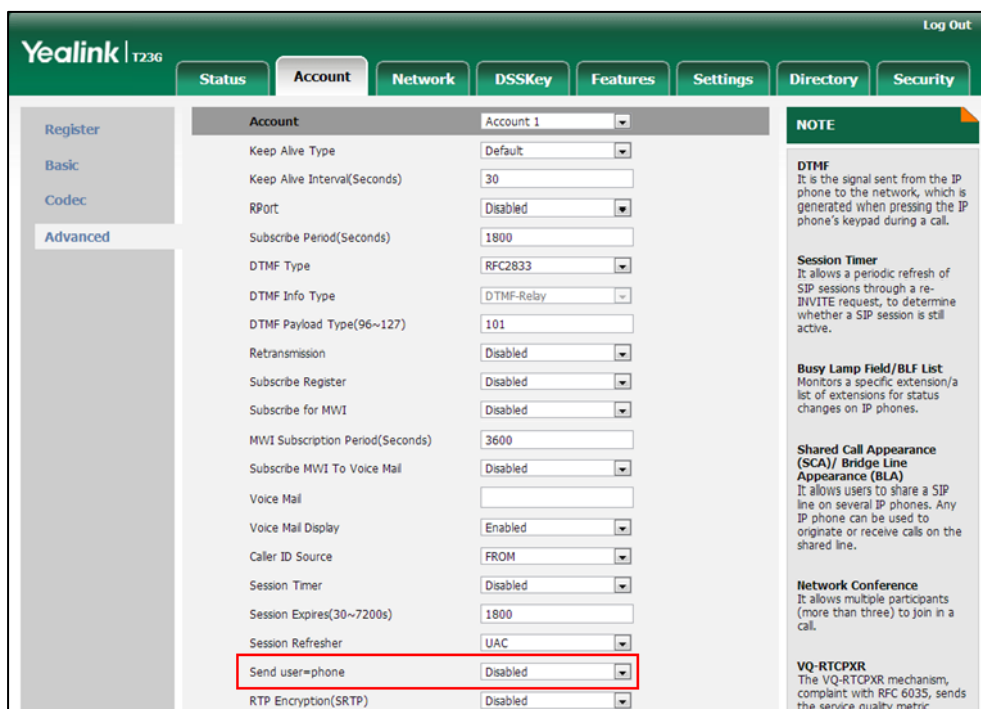 Log Out
Yealink T23G
Status Account Network DSSKey Features Settings Directory Security
Register
Basic
Codec
Advanced
Account Account 1
Keep Alive Type Default
Keep Alive Interval(Seconds) 30
RPort Disabled
Subscribe Period(Seconds) 1800
DTMF Type RFC2833
DTMF Info Type DTMF-Relay
DTMF Payload Type(96~127) 101
Retransmission Disabled
Subscribe Register Disabled
Subscribe for MWI Disabled
MWI Subscription Period(Seconds) 3600
Subscribe MWI To Voice Mail Disabled
Voice Mail
Voice Mail Display Enabled
Caller ID Source FROM
Session Timer Disabled
Session Expires(30~7200s) 1800
Session Refresher UAC
Send user=phone Disabled
RTP Encryption(SRTP) Disabled
NOTE
DTMF
It is the signal sent from the IP
phone to the network, which is
generated when pressing the IP
phone's keypad during a call.
Session Timer
It allows a periodic refresh of
SIP sessions through a re-
INVITE request, to determine
whether a SIP session is still
active.
Busy Lamp Field/BLF List
Monitors a specific extension/a
list of extensions for status
changes on IP phones.
Shared Call Appearance
(SCA)/ Bridge Line
Appearance (BLA)
It allows users to share a SIP
line on several IP phones. Any
IP phone can be used to
originate or receive calls on the
shared line.
Network Conference
It allows multiple participants
(more than three) to join in a
call.
VQ-RTCPXR
The VQ-RTCPXR mechanism,
complaint with RFC 6035, sends
the service quality metric